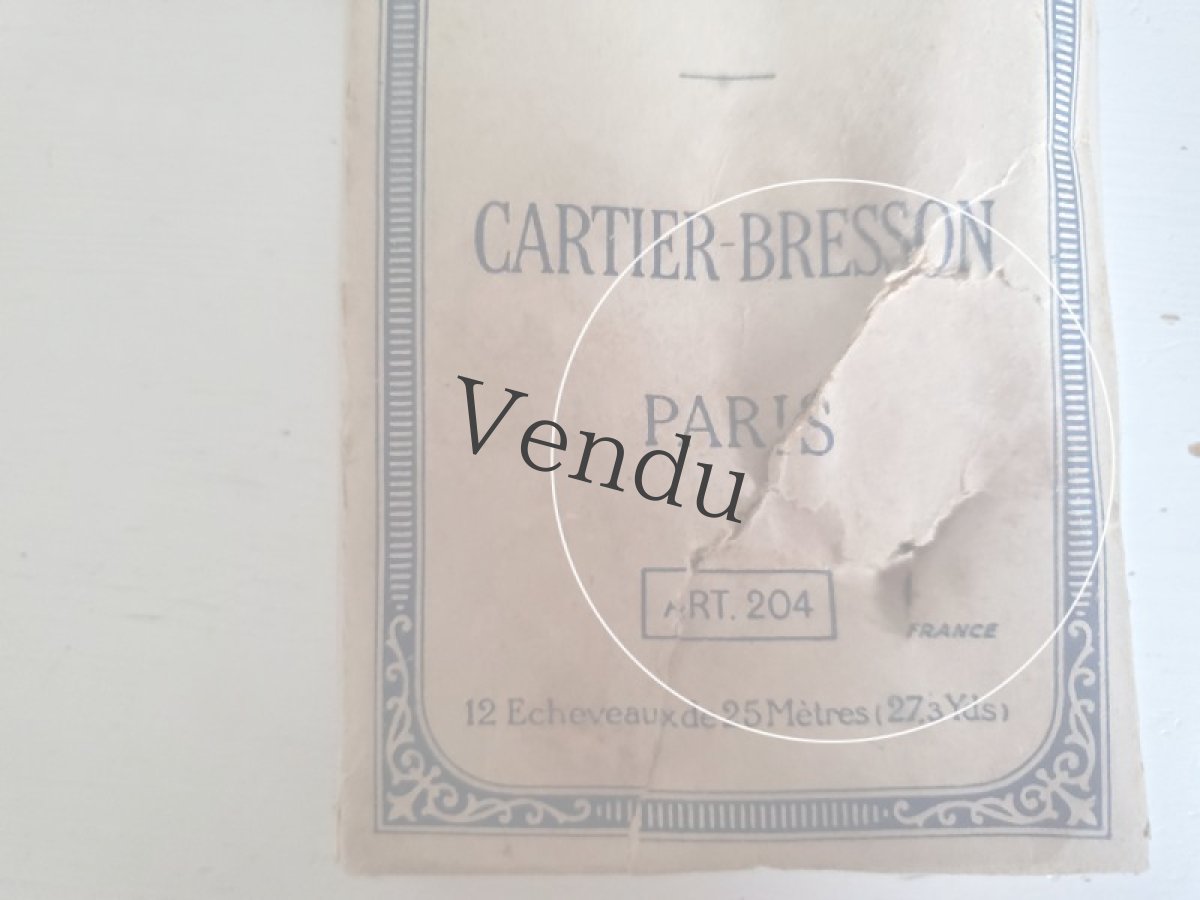 CARTIER-BRESSON
PARIS
Vendu
ART. 204
FRANCE
12 Echeveaux de 25 Mètres (27.3 Yds)